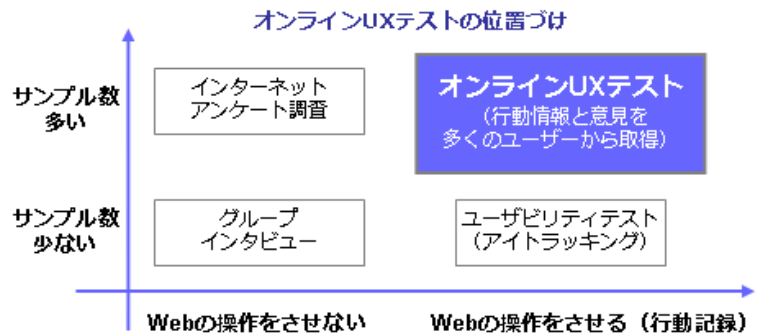 オンラインUXテストの位置づけ
サンプル数
多い
インターネット
アンケート調査
オンラインUXテスト
(行動情報と意見を
多くのユーザーから取得)
サンプル数
少ない
グループ
インタビュー
ユーザビリティテスト
(アイトラッキング)
Webの操作をさせない
Webの操作をさせる(行動記録)